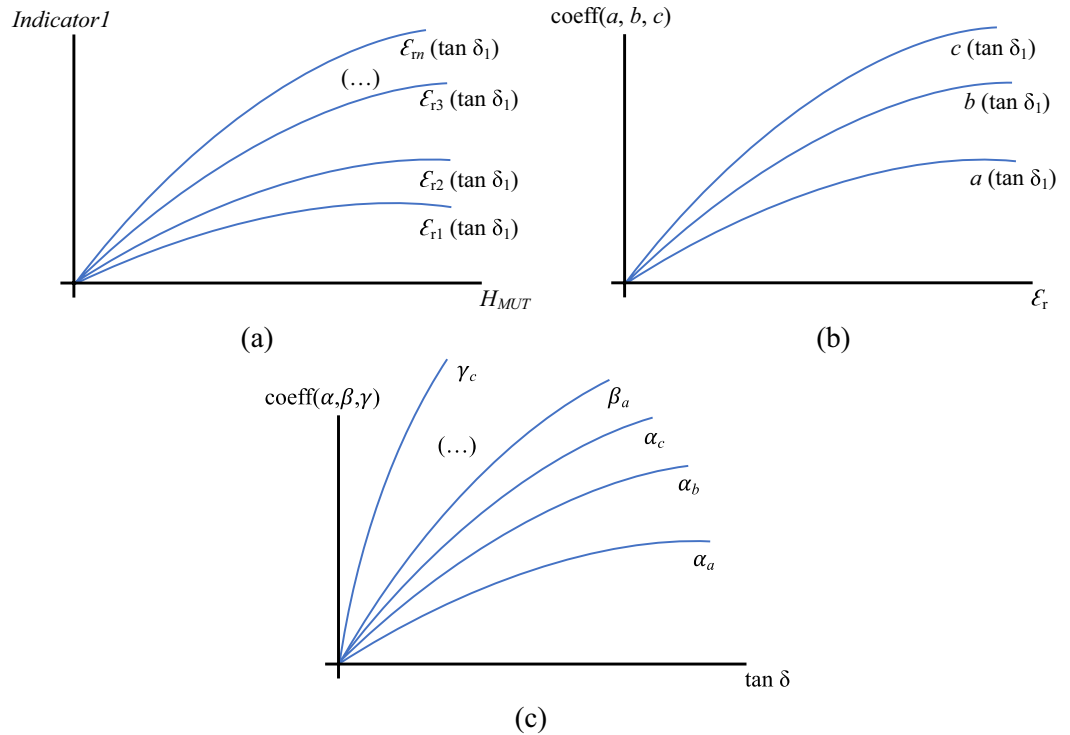 Indicator1
ℰrn (tan δ1)
(…)
ℰr3 (tan δ1)
ℰr2 (tan δ1)
ℰr1 (tan δ1)
HMUT
(a)
coeff(a, b, c)
c (tan δ1)
b (tan δ1)
a (tan δ1)
ℰr
(b)
coeff(α,β,γ)
γc
βa
(…)
αc
αb
αa
tan δ
(c)